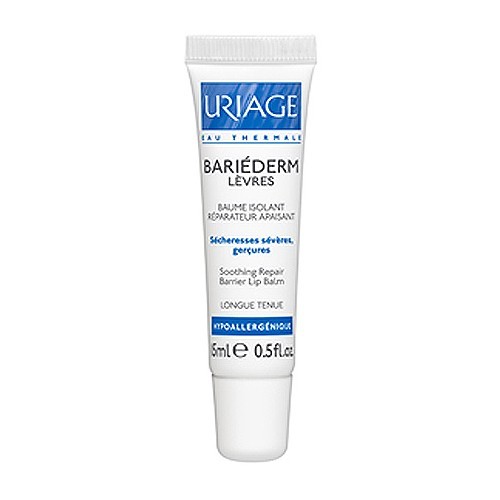 URIAGE
EAU THERMALE
BARIÉDERM
LÈVRES
BAUME ISOLANT
RÉPARATEUR APAISANT
Sécheresses sévères,
gerçures
Soothing Repair
Barrier Lip Balm
LONGUE TENUE
HYPOALLERGÉNIQUE
15ml e 0.5fl.oz.